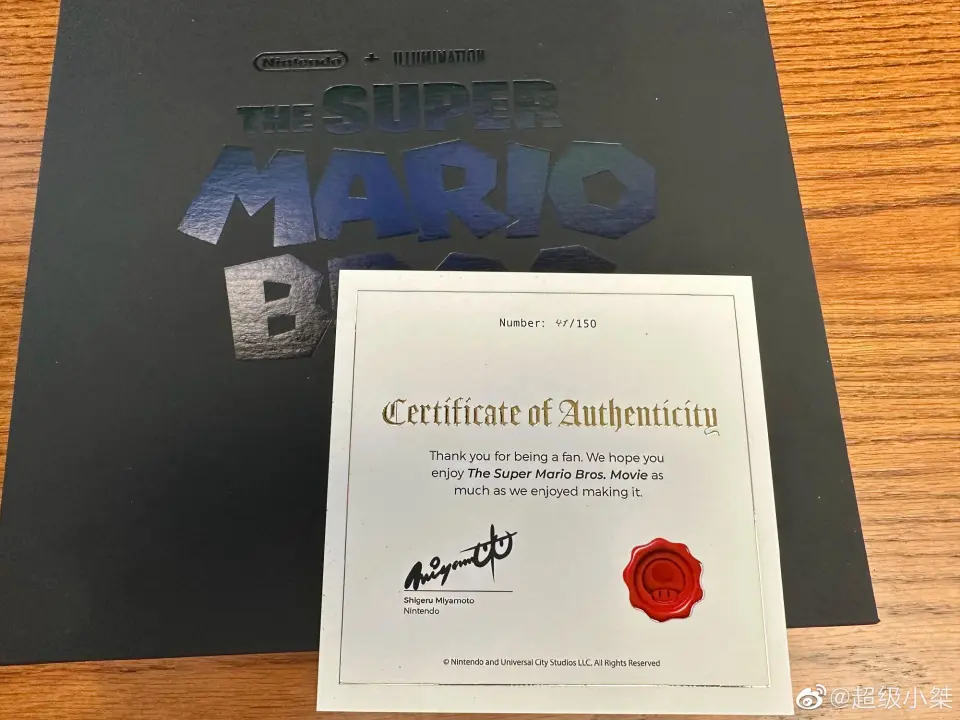 Nintendo + ILLUMINATION
THE SUPER
MARIO
Number: 47/150
Certificate of Authenticity
Thank you for being a fan. We hope you
enjoy The Super Mario Bros. Movie as
much as we enjoyed making it.
Shigeru Miyamoto
Nintendo
© Nintendo and Universal City Studios LLC, All Rights Reserved
@超级小桀